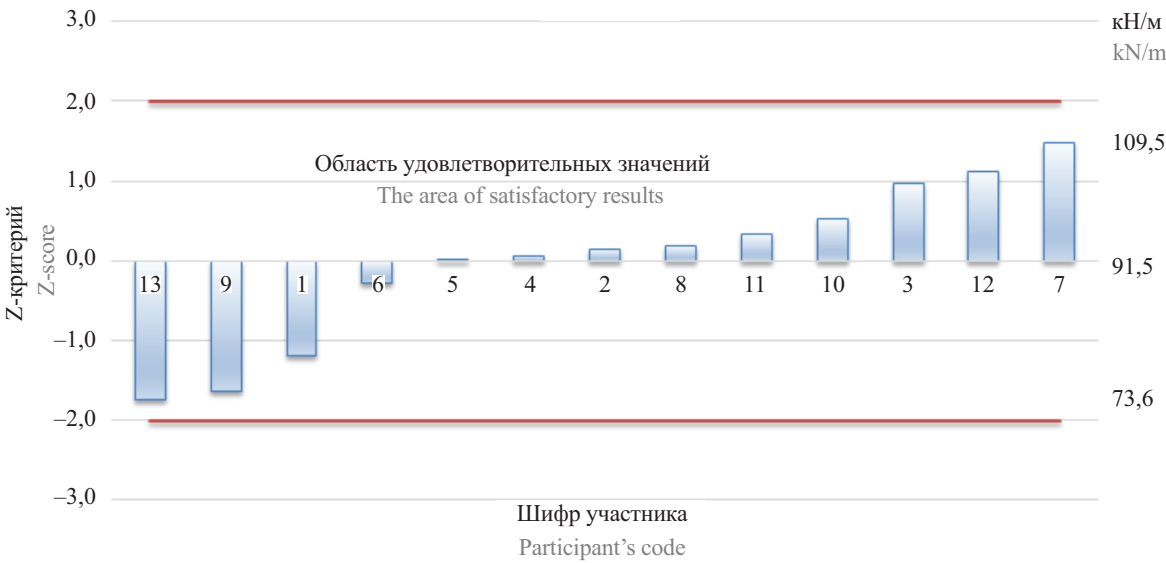 3,0
кН/м
kN/m
2,0
109,5
Область удовлетворительных значений
The area of satisfactory results
1,0
Z-критерий
Z-score
0,0
91,5
13 9 1 6 5 4 2 8 11 10 3 12 7
–1,0
73,6
–2,0
–3,0
Шифр участника
Participant’s code